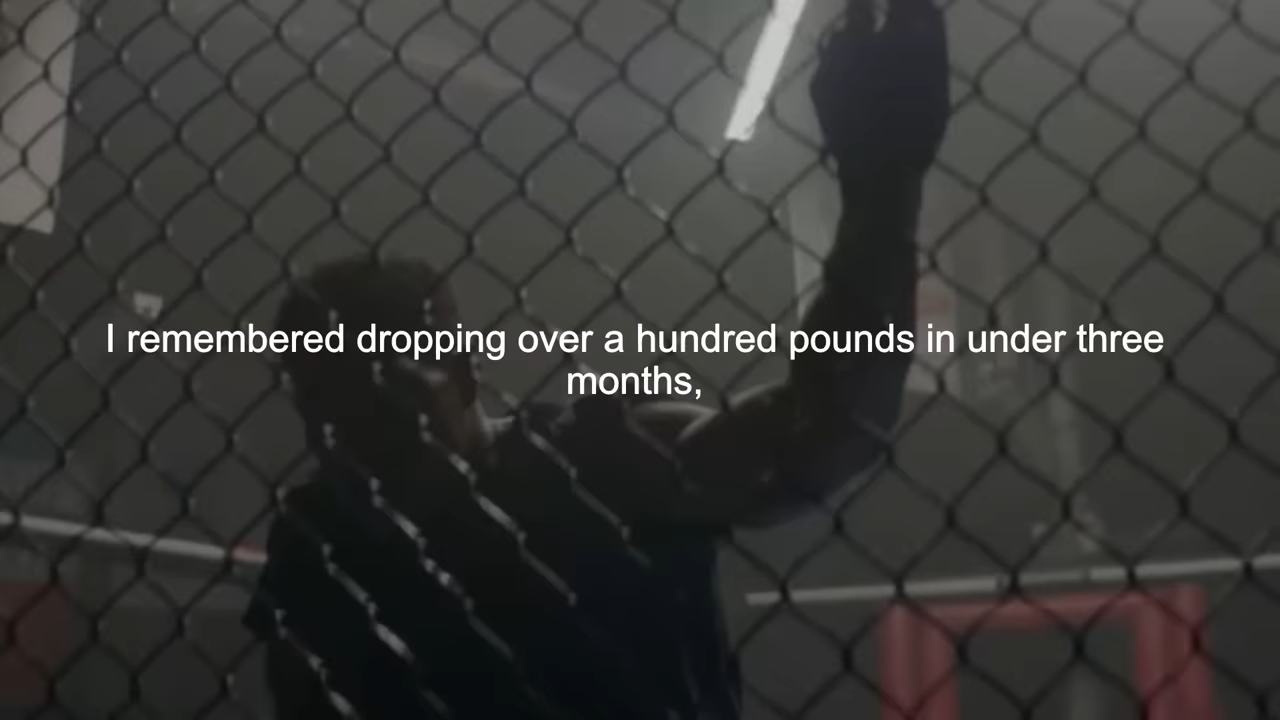 I remembered dropping over a hundred pounds in under three
months,